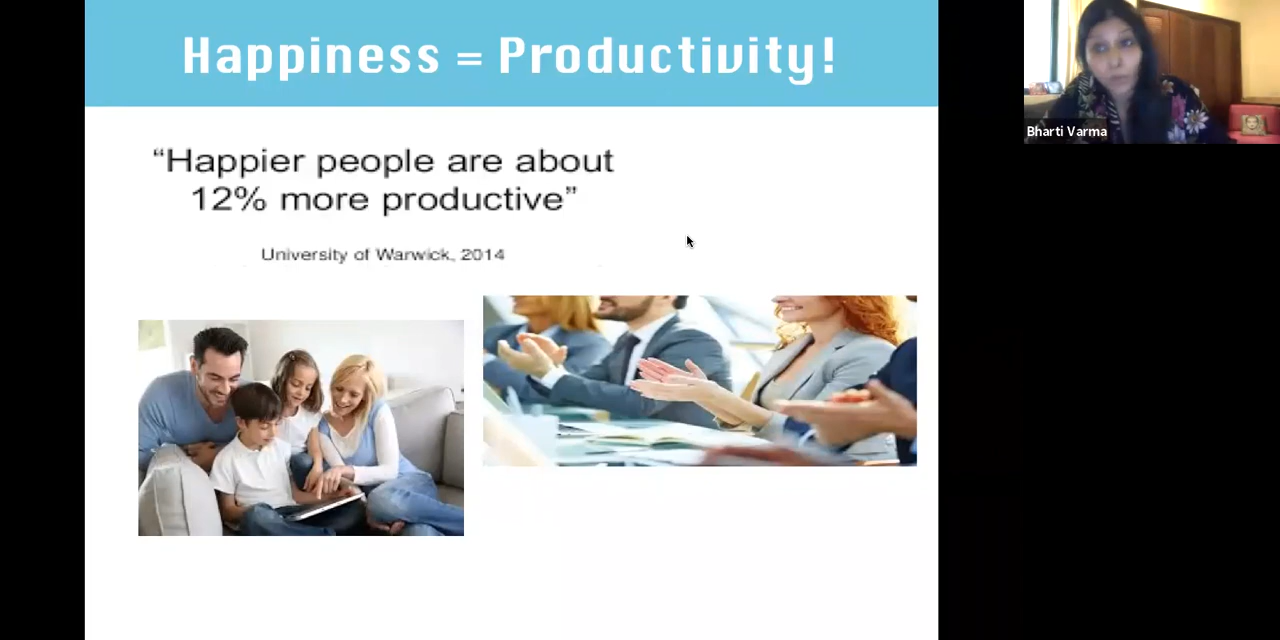 Happiness = Productivity!
“Happier people are about
12% more productive”
University of Warwick, 2014
Bharti Varma